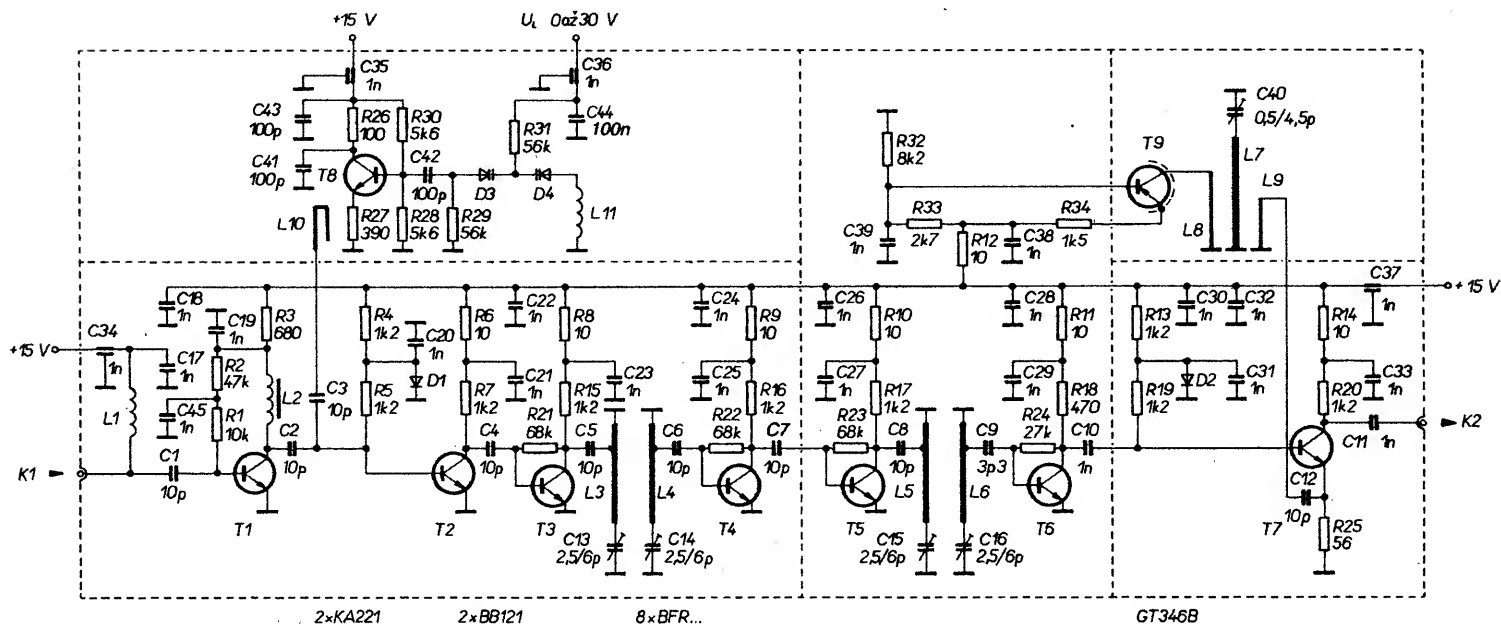 +15 V
U_L 0až30 V
C35
1n
C36
1n
C43
100p
R26
100
R30
5k6
R31
56k
C44
100n
C41
100p
T8
C42
100p
D3
D4
L10
R27
390
R28
5k6
R29
56k
L11
R32
8k2
T9
C40
0,5/4,5p
L7
L9
L8
C39
1n
R33
2k7
R12
10
C38
1n
R34
1k5
C34
1n
+15 V
C18
1n
C17
1n
C19
1n
R3
680
R2
47k
L1
C45
1n
R1
10k
L2
C3
10p
R4
1k2
C20
1n
R5
1k2
D1
R6
10
R7
1k2
C22
1n
C21
1n
R8
10
R15
1k2
C23
1n
C24
1n
R9
10
C25
1n
R16
1k2
C26
1n
R10
10
C27
1n
R17
1k2
C28
1n
R11
10
C29
1n
R18
470
R13
1k2
C30
1n
C32
1n
R19
1k2
D2
C31
1n
C37
1n
+15 V
R14
10
R20
1k2
C33
1n
K1
C1
10p
C2
10p
T1
T2
C4
10p
R21
68k
C5
10p
T3
L3
L4
C6
10p
R22
68k
C7
10p
T4
R23
68k
C8
10p
T5
L5
L6
C9
3p3
R24
27k
C10
1n
T6
T7
C12
10p
C11
1n
K2
R25
56
C13
2,5/6p
C14
2,5/6p
C15
2,5/6p
C16
2,5/6p
2×KA221
2×BB121
8×BFR...
GT346B